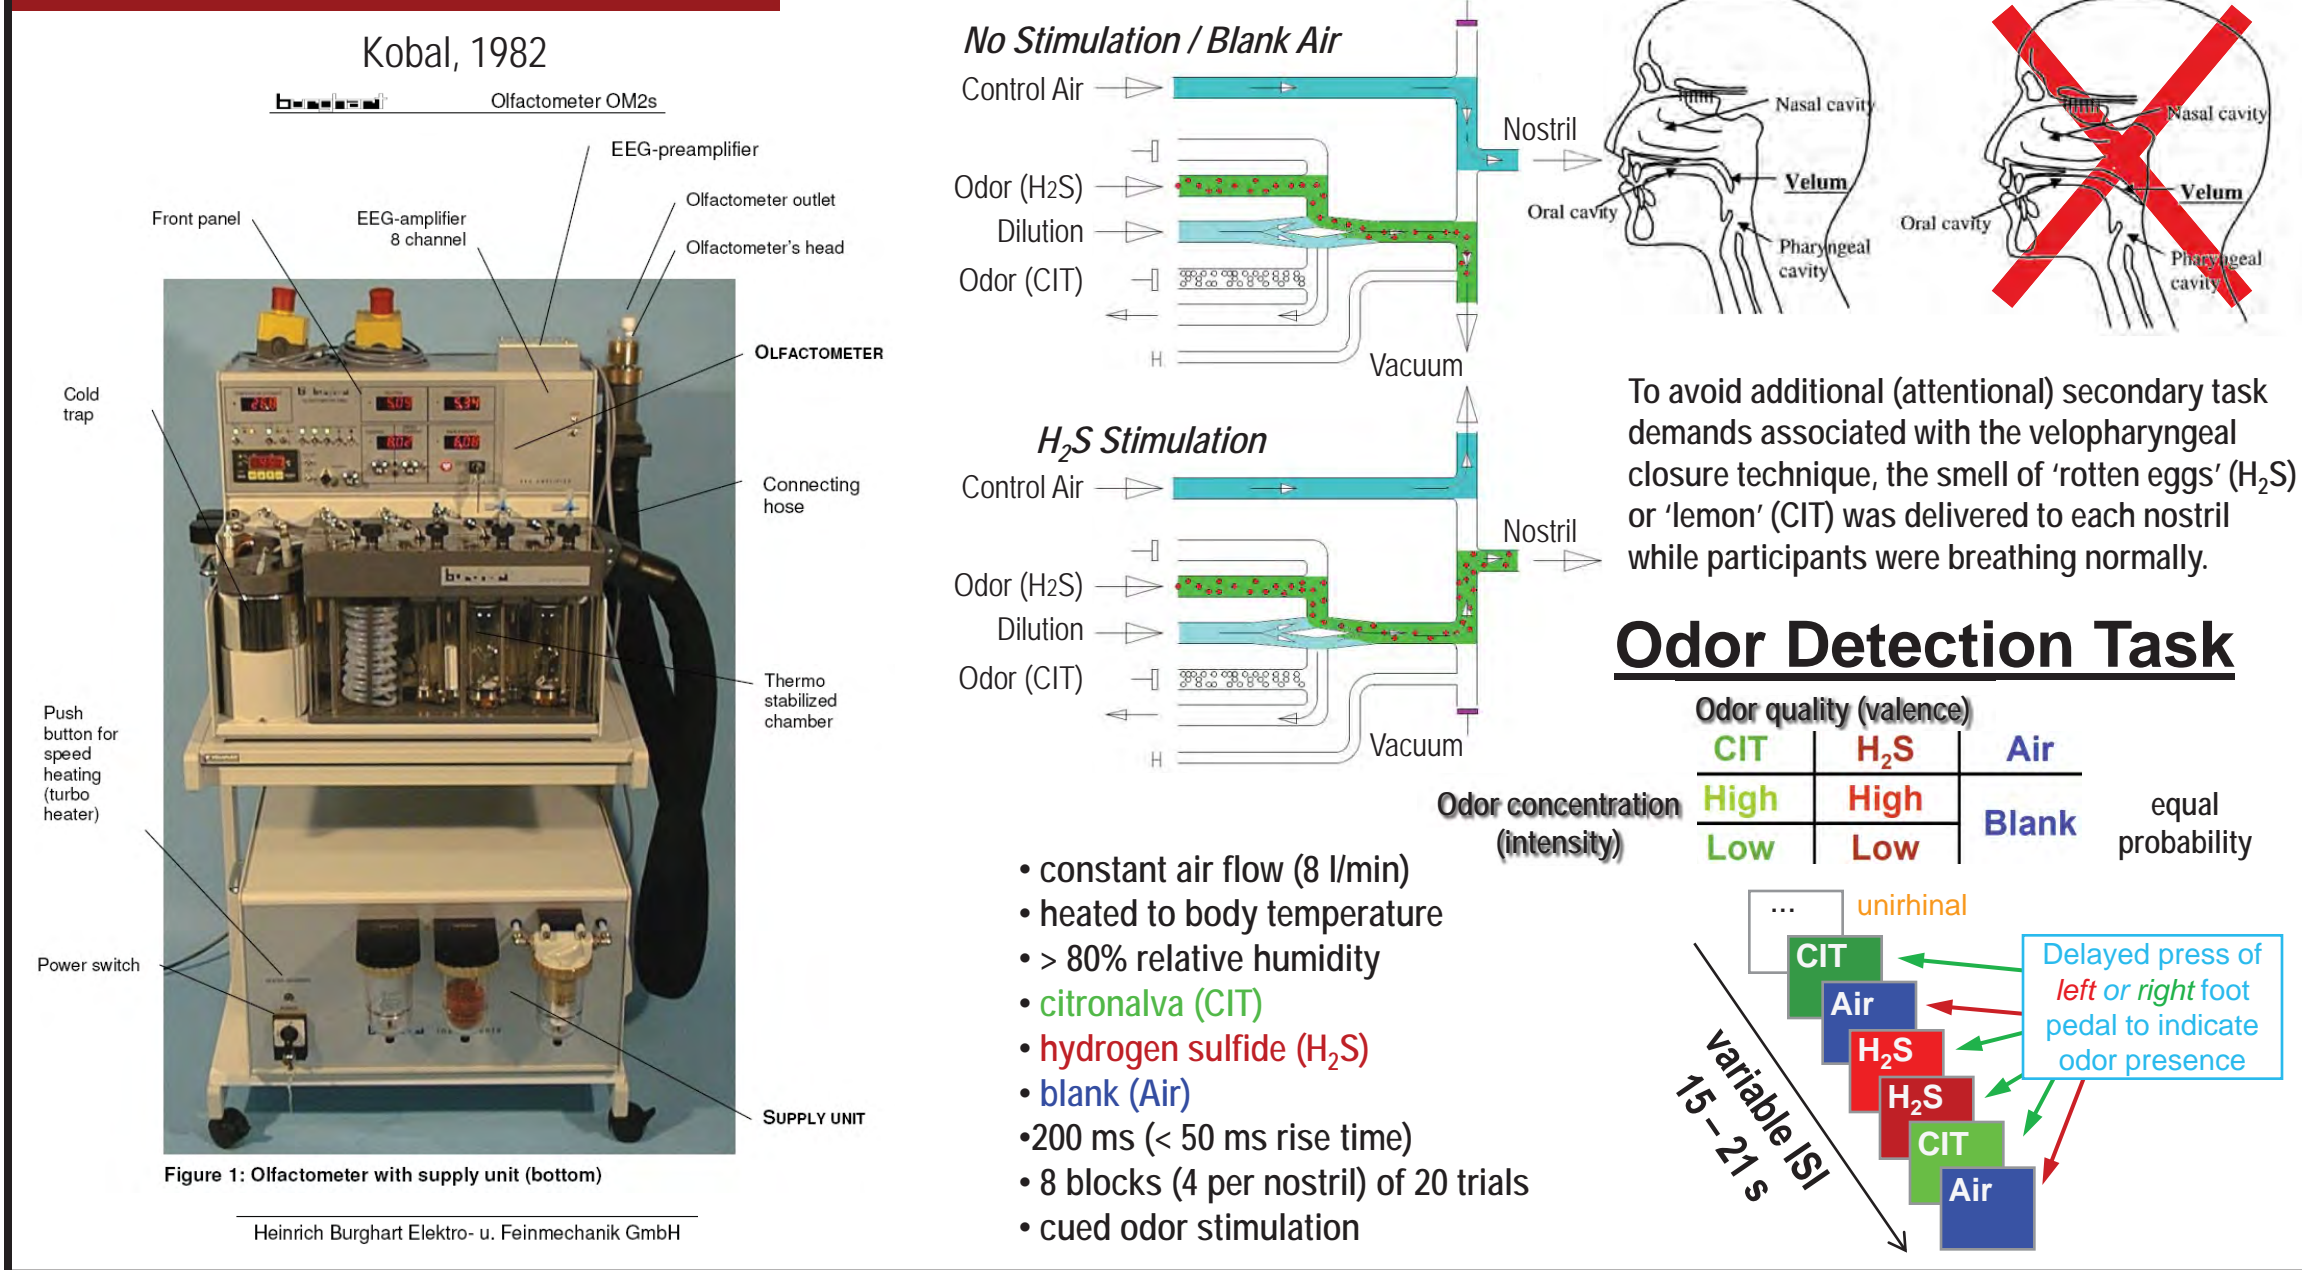 Kobal, 1982
Olfactometer OM2s
EEG-preamplifier
Olfactometer outlet
Front panel
EEG-amplifier
8 channel
Olfactometer's head
OLFACTOMETER
Cold
trap
Connecting
hose
Thermo
stabilized
chamber
Push
button for
speed
heating
(turbo
heater)
Power switch
SUPPLY UNIT
Figure 1: Olfactometer with supply unit (bottom)
Heinrich Burghart Elektro- u. Feinmechanik GmbH
No Stimulation / Blank Air
Control Air
Nostril
Odor (H2S)
Dilution
Odor (CIT)
H
Vacuum
H2S Stimulation
Control Air
Nostril
Odor (H2S)
Dilution
Odor (CIT)
H
Vacuum
• constant air flow (8 l/min)
• heated to body temperature
• > 80% relative humidity
• citronalva (CIT)
• hydrogen sulfide (H2S)
• blank (Air)
•200 ms (< 50 ms rise time)
• 8 blocks (4 per nostril) of 20 trials
• cued odor stimulation
Nasal cavity
Velum
Oral cavity
Pharyngeal
cavity
Nasal cavity
Velum
Oral cavity
Pharyngeal
cavity
To avoid additional (attentional) secondary task
demands associated with the velopharyngeal
closure technique, the smell of ‘rotten eggs’ (H2S)
or ‘lemon’ (CIT) was delivered to each nostril
while participants were breathing normally.
Odor Detection Task
Odor quality (valence)
CIT H2S Air
Odor concentration
(intensity)
High High
Blank
Low Low
equal
probability
... unirhinal
CIT
Air
H2S
H2S
CIT
Air
Delayed press of
left or right foot
pedal to indicate
odor presence
variable ISI
15 – 21 s